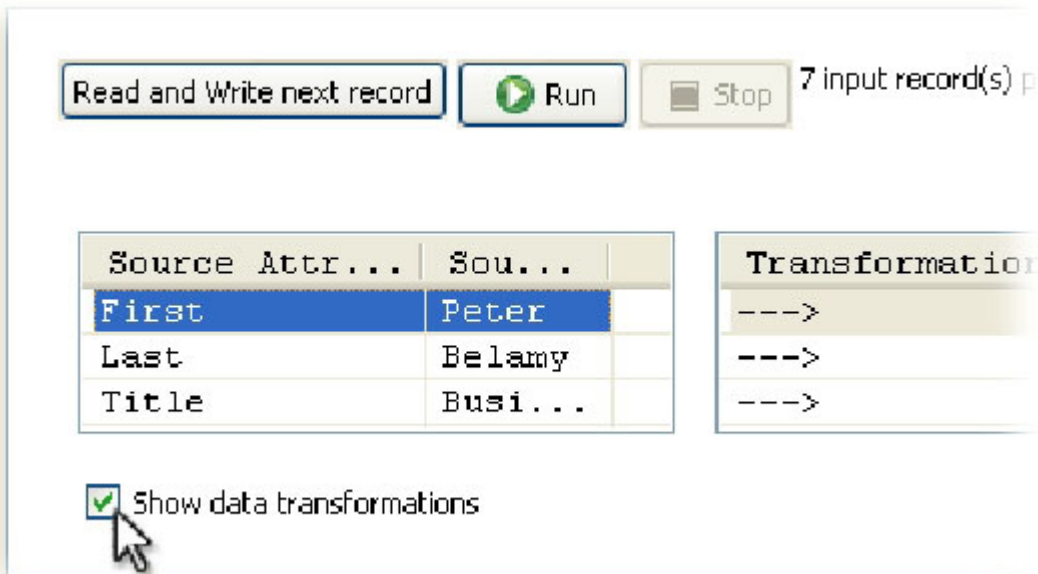 Read and Write next record Run Stop 7 input record(s)
Source Attr... Sou... Transformation
First Peter --->
Last Belamy --->
Title Busi... --->
Show data transformations